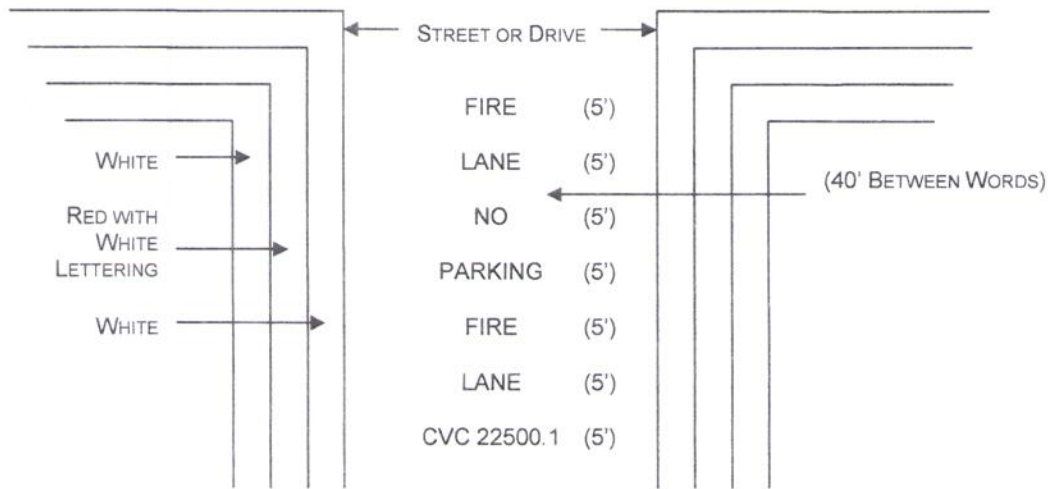 STREET OR DRIVE
FIRE (5')
LANE (5')
NO (5')
PARKING (5')
FIRE (5')
LANE (5')
CVC 22500.1 (5')
WHITE
RED WITH
WHITE
LETTERING
WHITE
(40' BETWEEN WORDS)